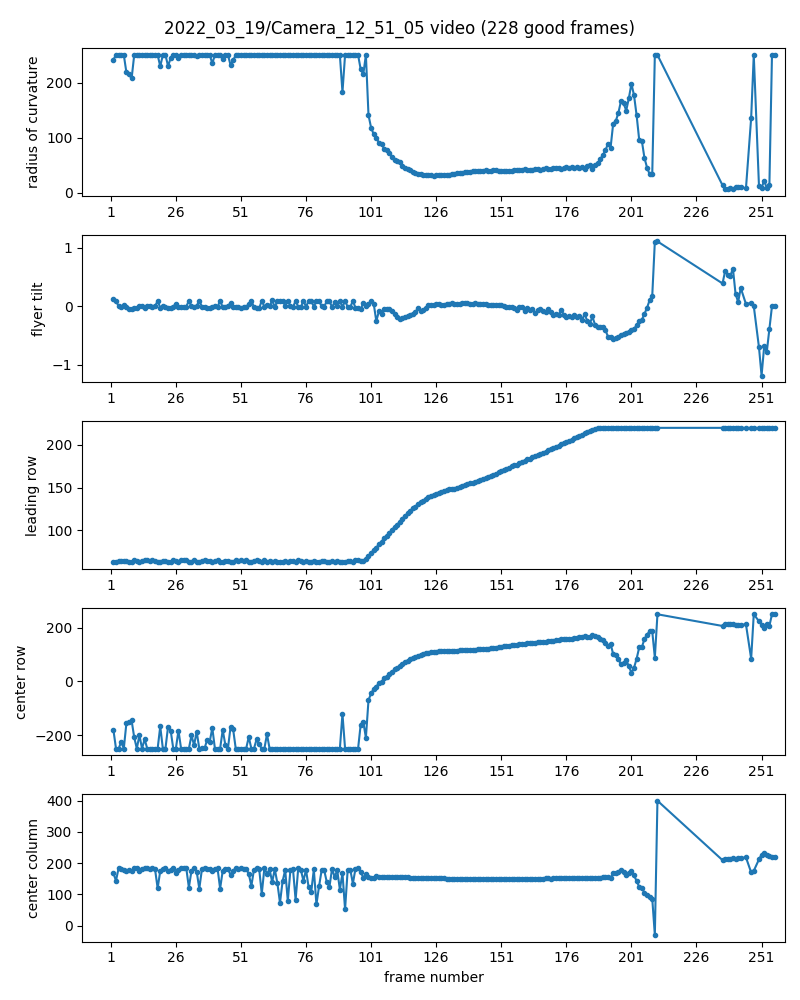 2022_03_19/Camera_12_51_05 video (228 good frames)
radius of curvature
200
100
0
1 26 51 76 101 126 151 176 201 226 251
flyer tilt
1
0
−1
1 26 51 76 101 126 151 176 201 226 251
leading row
200
150
100
1 26 51 76 101 126 151 176 201 226 251
center row
200
0
−200
1 26 51 76 101 126 151 176 201 226 251
center column
400
300
200
100
0
1 26 51 76 101 126 151 176 201 226 251
frame number